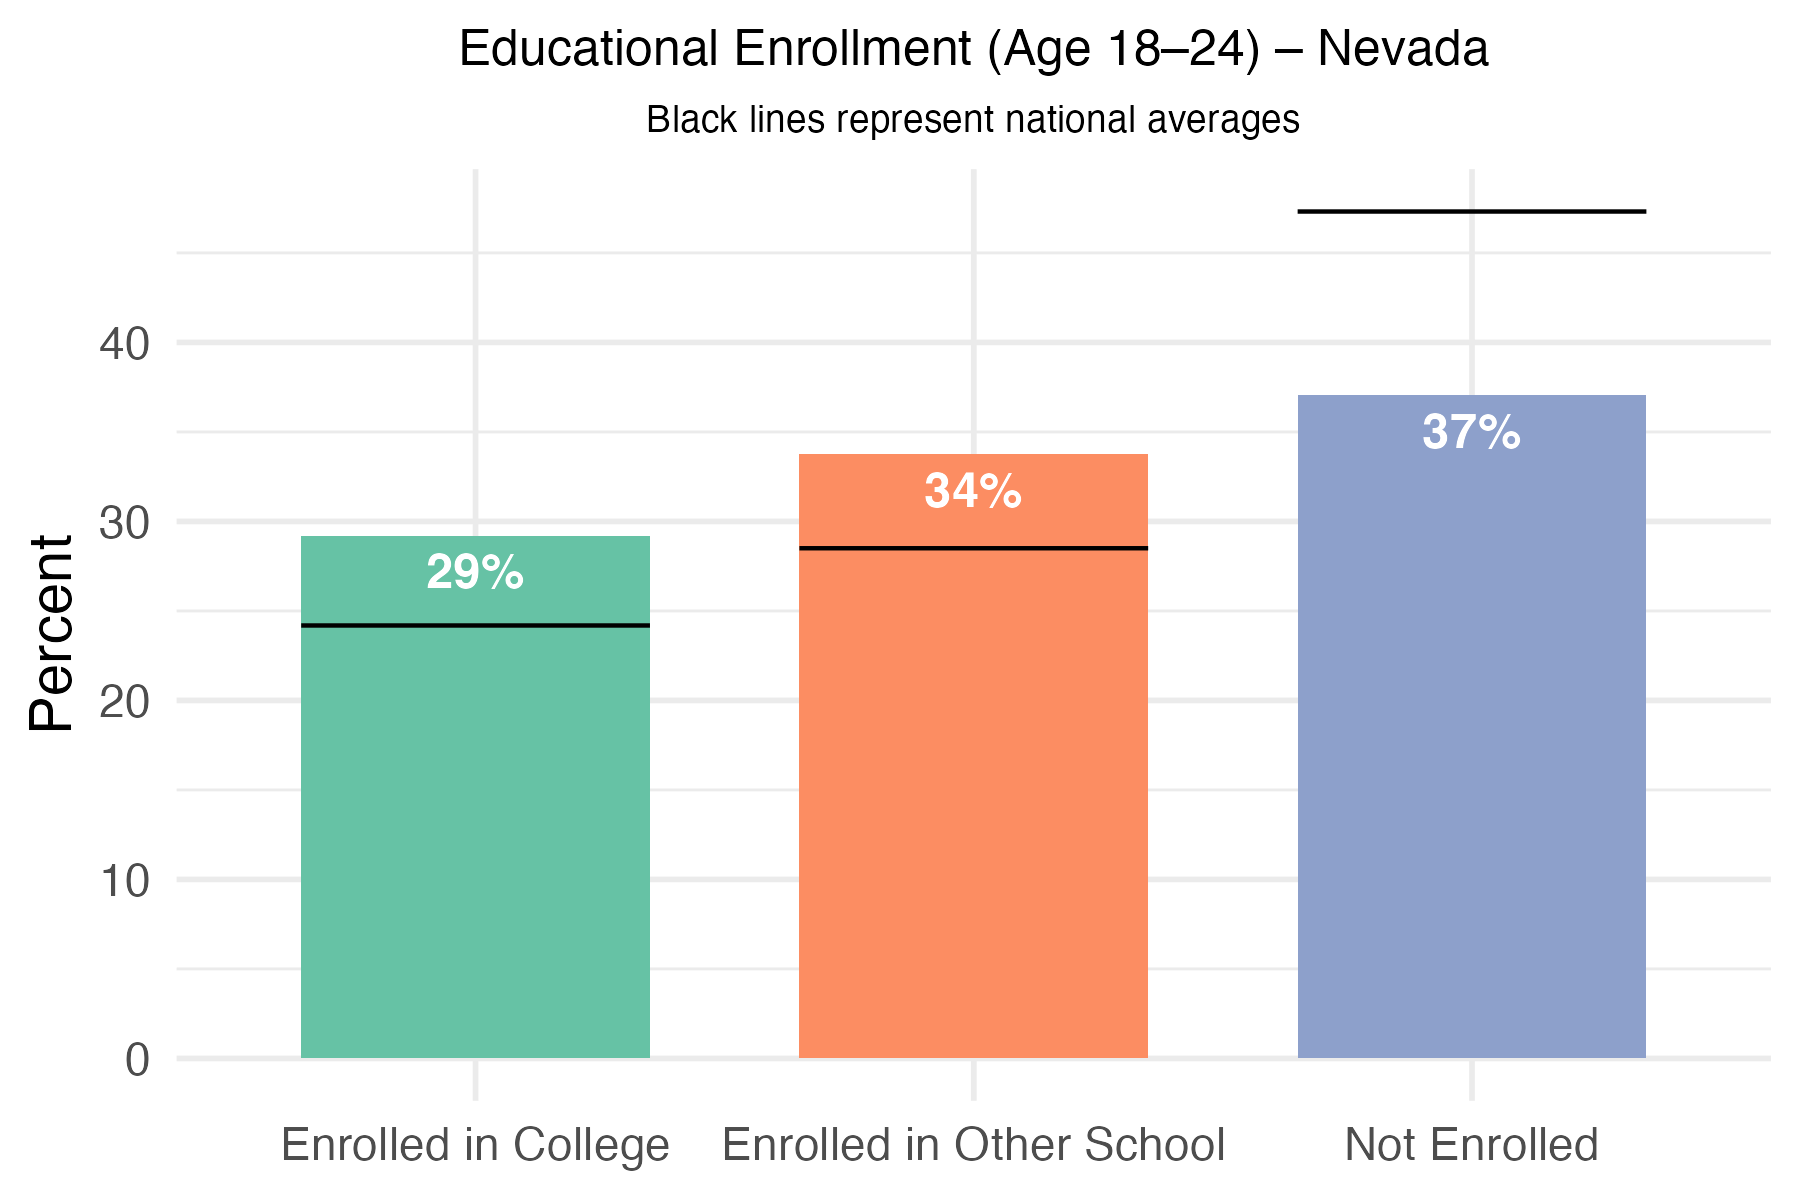 Educational Enrollment (Age 18–24) – Nevada
Black lines represent national averages
Percent
40
30
20
10
0
29%
34%
37%
Enrolled in College
Enrolled in Other School
Not Enrolled